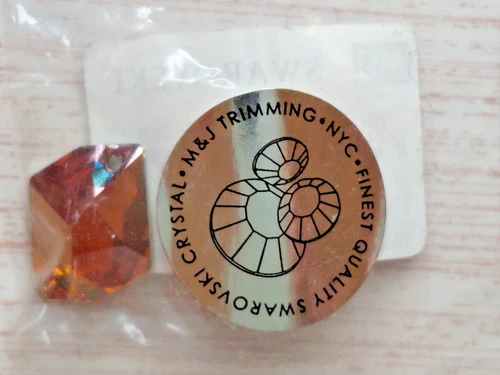 SWAROVSKI
M&J TRIMMING • NYC • FINEST QUALITY SWAROVSKI CRYSTAL •